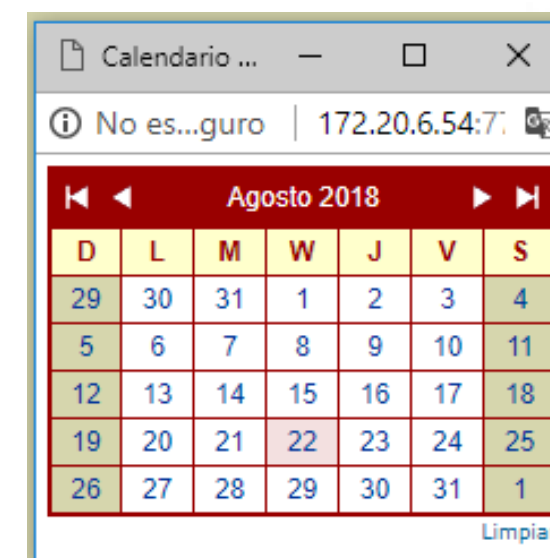 Calendario ...
No es...guro | 172.20.6.54:77
Agosto 2018
D L M W J V S
29 30 31 1 2 3 4
5 6 7 8 9 10 11
12 13 14 15 16 17 18
19 20 21 22 23 24 25
26 27 28 29 30 31 1
Limpia